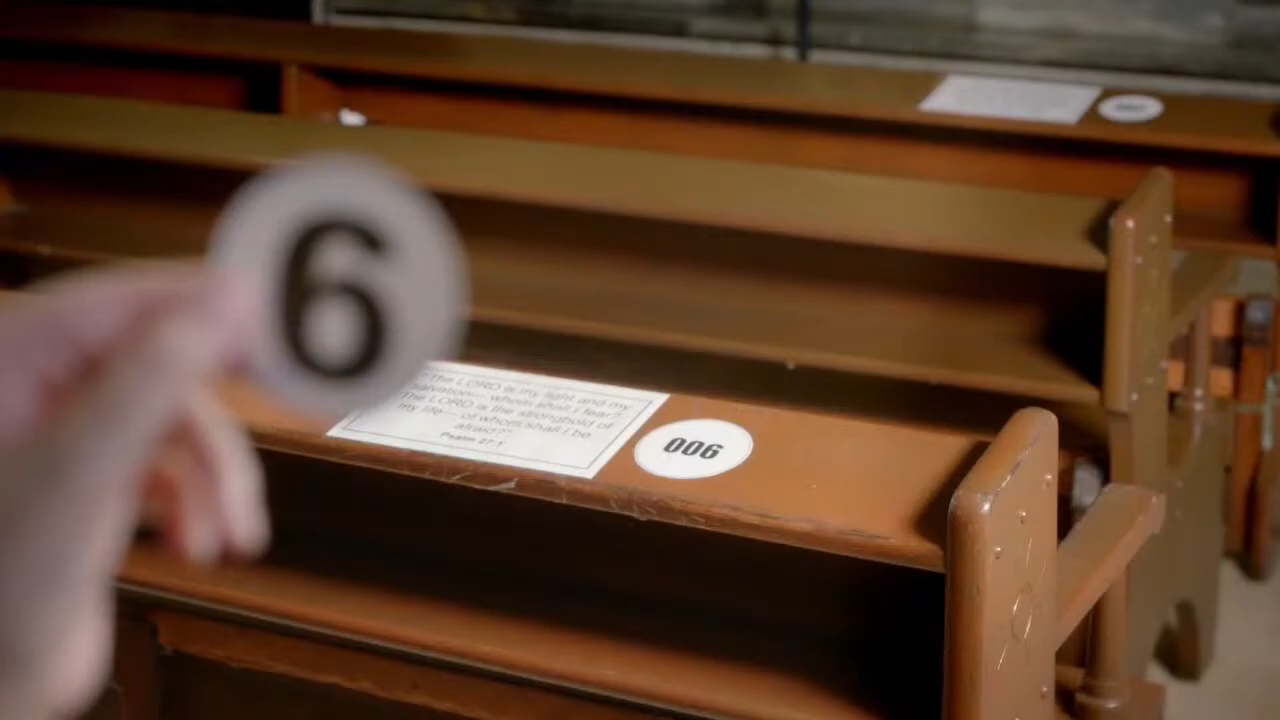 6
"The LORD is my light and my
salvation— whom shall I fear?
The LORD is the stronghold of
my life— of whom shall I be
afraid?"
Psalm 27:1
006